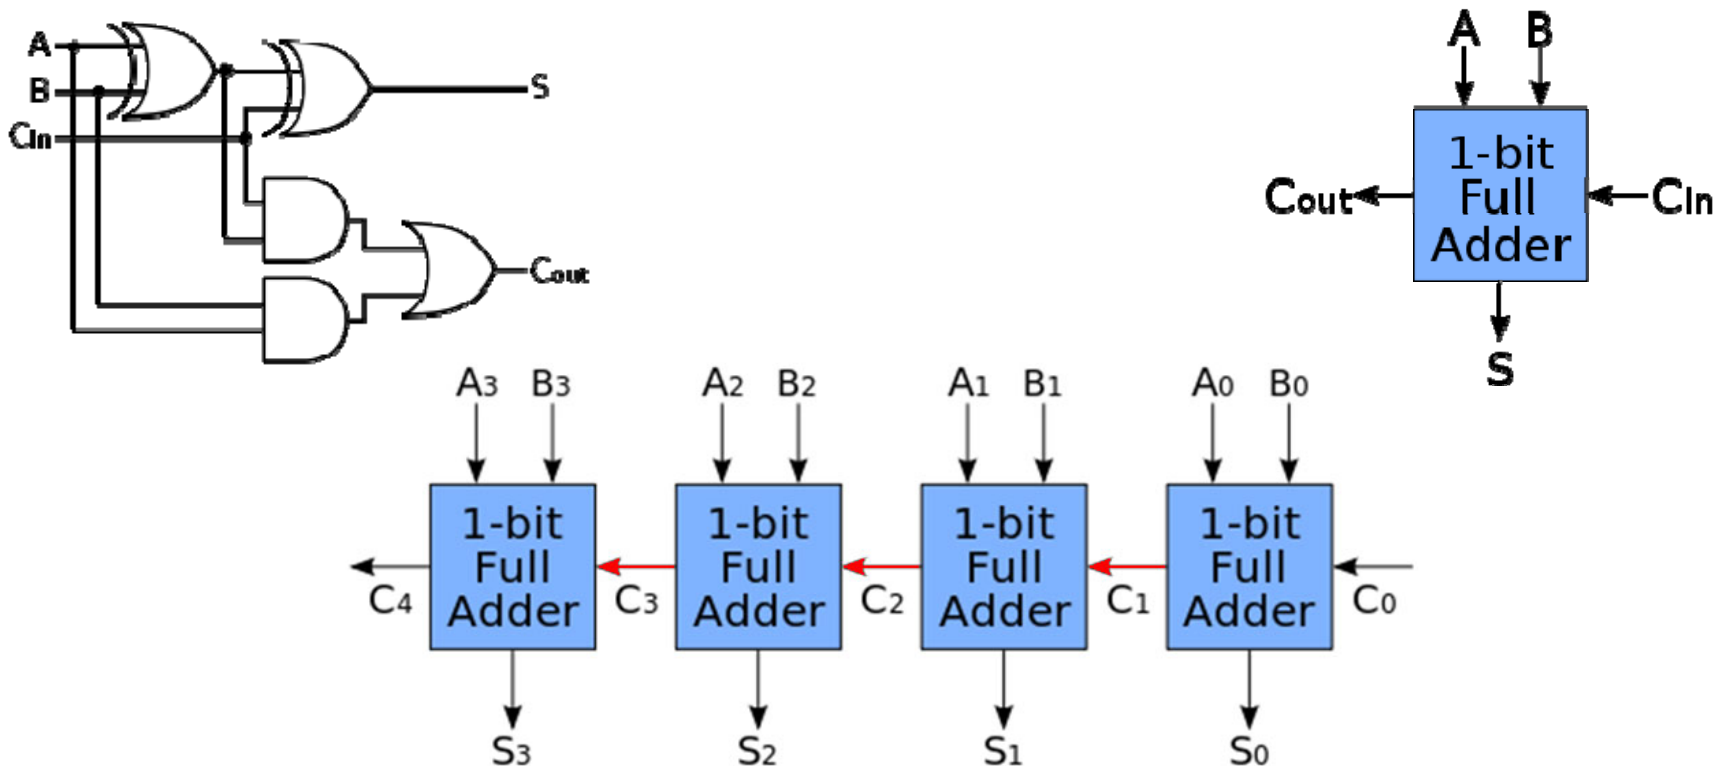 A
B
CIn
S
Cout
A B
1-bit
Full
Adder
Cout
CIn
S
A3 B3 A2 B2 A1 B1 A0 B0
1-bit
Full
Adder
1-bit
Full
Adder
1-bit
Full
Adder
1-bit
Full
Adder
C4 C3 C2 C1 C0
S3 S2 S1 S0